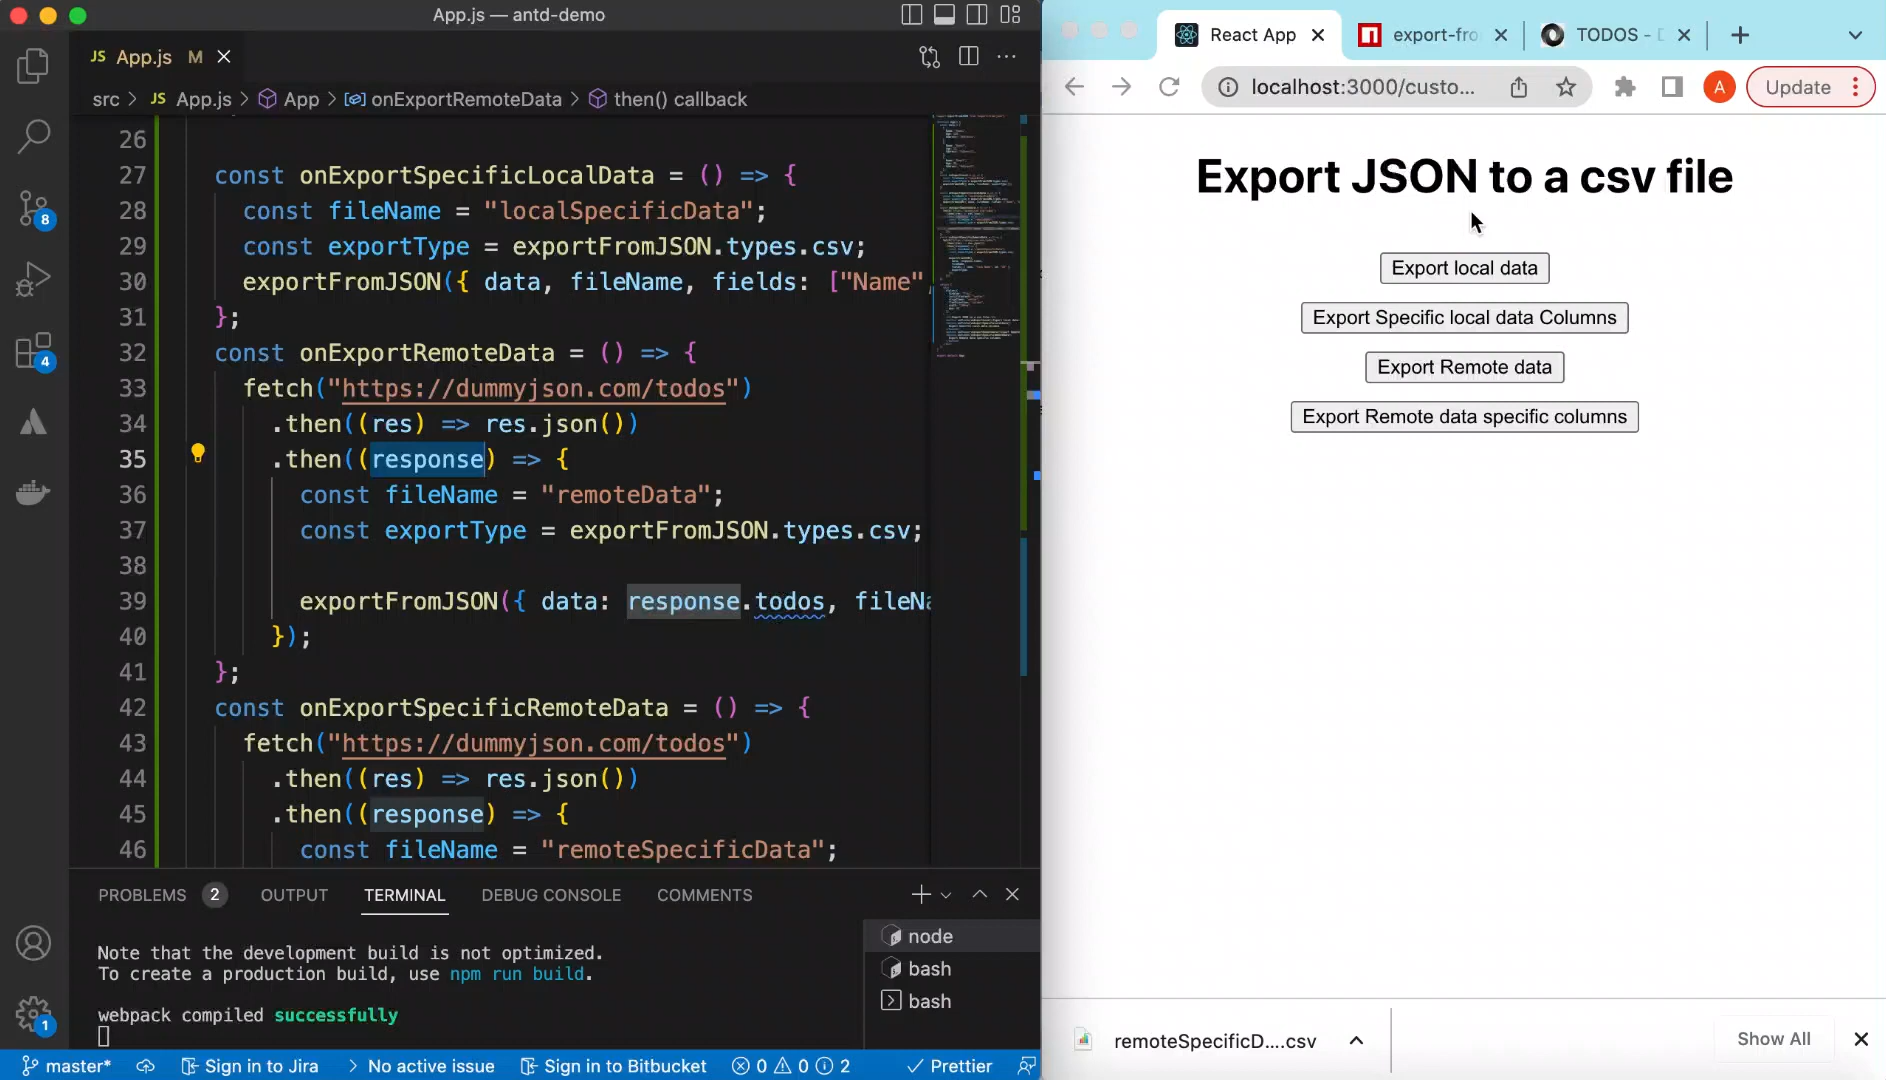 App.js — antd-demo
JS App.js M
src > JS App.js > App > onExportRemoteData > then() callback
26
27 const onExportSpecificLocalData = () => {
28 const fileName = "localSpecificData";
29 const exportType = exportFromJSON.types.csv;
30 exportFromJSON({ data, fileName, fields: ["Name",
31 };
32 const onExportRemoteData = () => {
33 fetch("https://dummyjson.com/todos")
34 .then((res) => res.json())
35 .then((response) => {
36 const fileName = "remoteData";
37 const exportType = exportFromJSON.types.csv;
38
39 exportFromJSON({ data: response.todos, fileNa
40 });
41 };
42 const onExportSpecificRemoteData = () => {
43 fetch("https://dummyjson.com/todos")
44 .then((res) => res.json())
45 .then((response) => {
46 const fileName = "remoteSpecificData";
8
4
1
PROBLEMS 2 OUTPUT TERMINAL DEBUG CONSOLE COMMENTS
Note that the development build is not optimized.
To create a production build, use npm run build.
webpack compiled successfully
node
bash
bash
master* Sign in to Jira > No active issue Sign in to Bitbucket 0 0 2 Prettier
React App export-fro TODOS - D
localhost:3000/custo... A Update
Export JSON to a csv file
Export local data
Export Specific local data Columns
Export Remote data
Export Remote data specific columns
remoteSpecificD....csv Show All